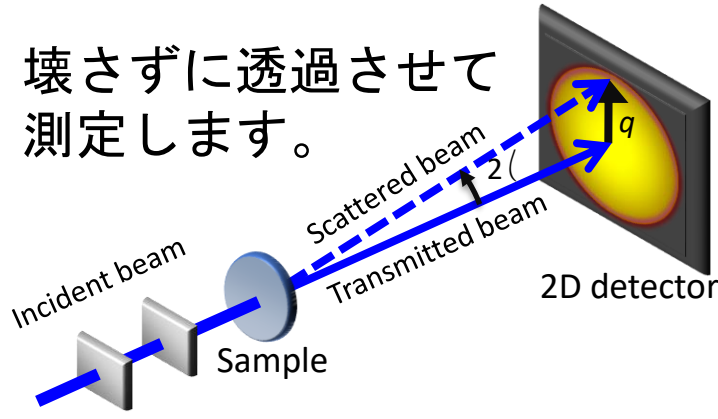 壊さずに透過させて
測定します。
Scattered beam
2(
q
Transmitted beam
Incident beam
2D detector
Sample